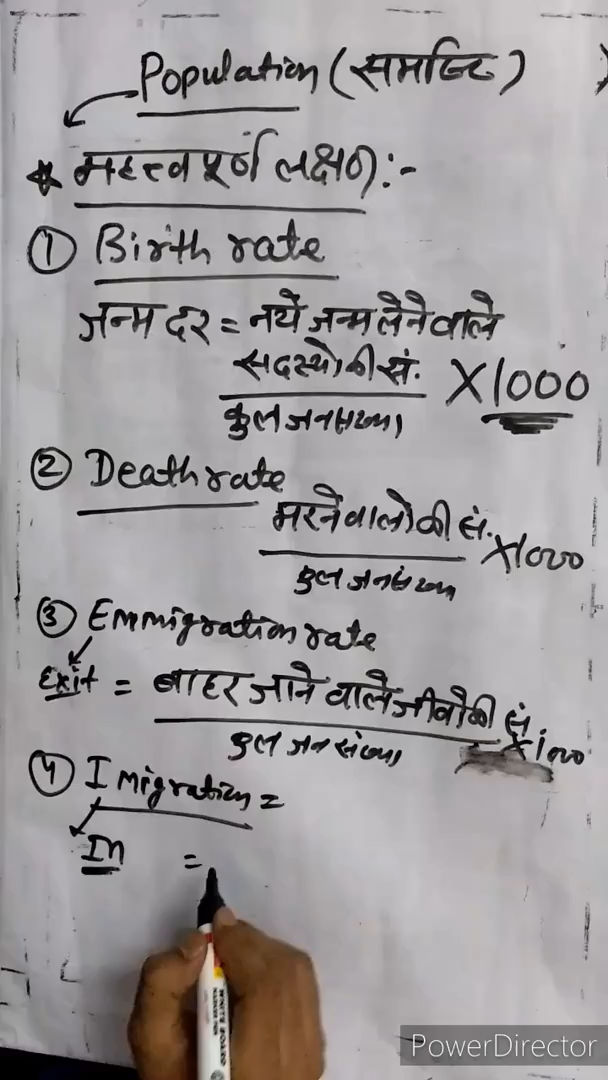 Population (समष्टि)
* महत्त्वपूर्ण लक्षण:-
① Birth rate
जन्म दर = नये जन्म लेने वाले
सदस्यो की सं. X1000
कुल जनसंख्या
② Death rate
मरने वालो की सं. X1000
कुल जनसंख्या
③ Emmigration rate
Exit = बाहर जाने वाले जीवो की सं. X1000
कुल जनसंख्या
④ Imigration =
In =
PowerDirector